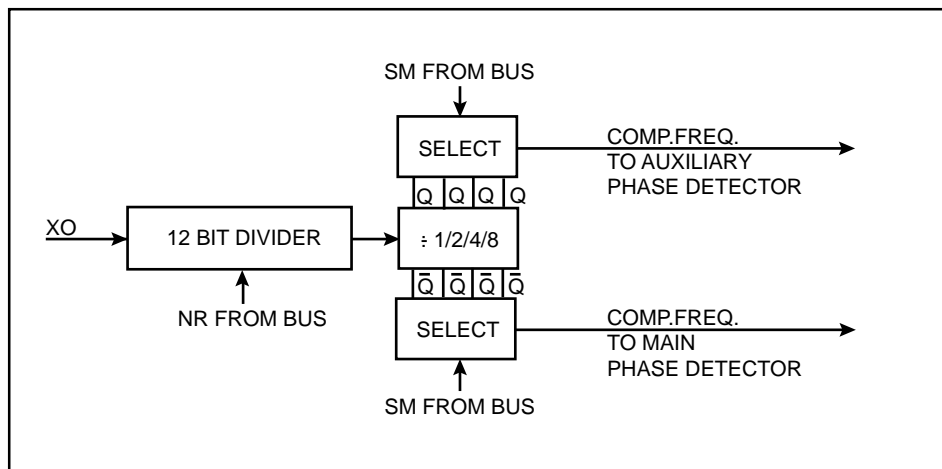 SM FROM BUS
SELECT
COMP.FREQ.
TO AUXILIARY
PHASE DETECTOR
Q Q Q Q
XO
12 BIT DIVIDER
÷ 1/2/4/8
Q̅ Q̅ Q̅ Q̅
NR FROM BUS
SELECT
COMP.FREQ.
TO MAIN
PHASE DETECTOR
SM FROM BUS